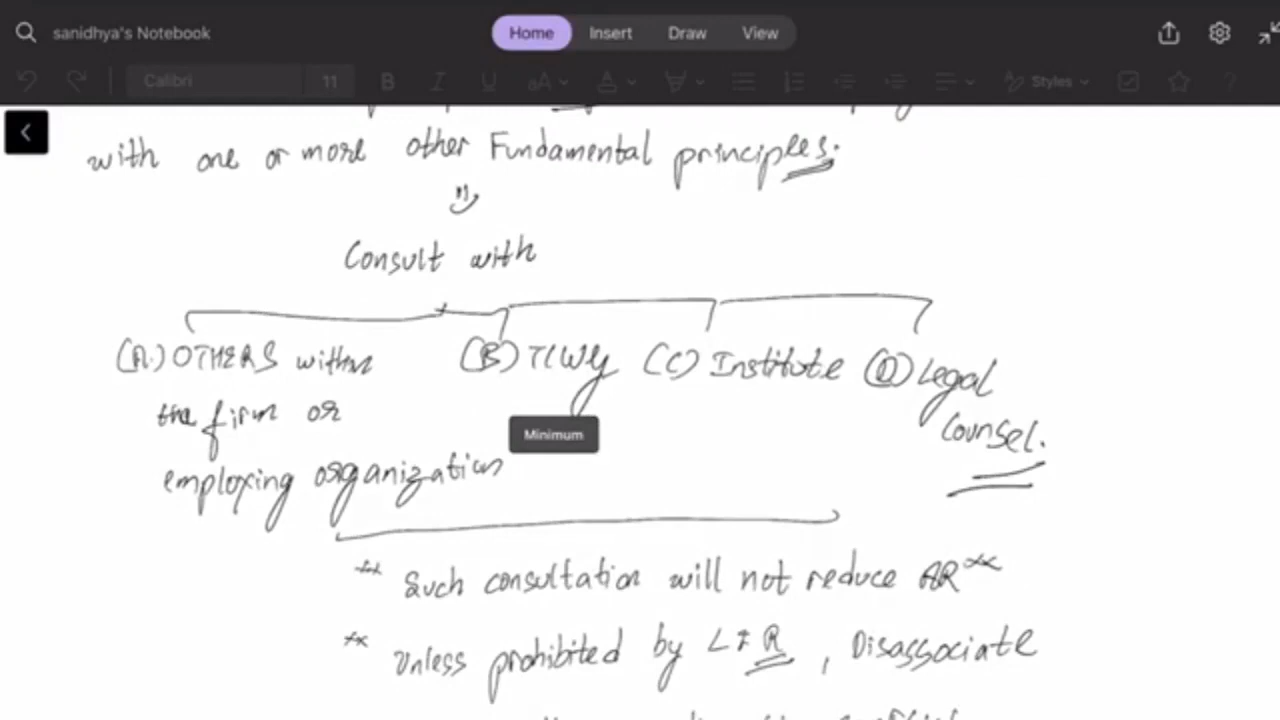 sanidhya's Notebook
Home Insert Draw View
Calibri 11 B I U aA A Styles ?
with one or more other Fundamental principles.
Consult with
(A.) OTHERS within (B) TCWG (C) Institute (D) Legal
the firm or
Counsel.
Minimum
employing organization
** Such consultation will not reduce AR **
** Unless prohibited by L & R , Disassociate